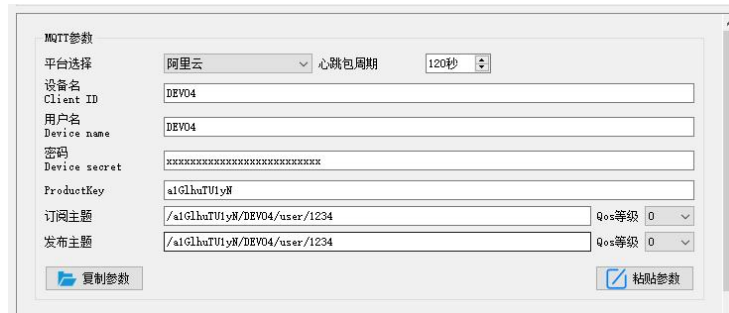 MQTT参数
平台选择 阿里云 心跳包周期 120秒
设备名
Client ID
DEV04
用户名
Device name
DEV04
密码
Device secret
xxxxxxxxxxxxxxxxxxxxxxxxxx
ProductKey a1GlhuTU1yN
订阅主题 /a1GlhuTU1yN/DEV04/user/1234 Qos等级 0
发布主题 /a1GlhuTU1yN/DEV04/user/1234 Qos等级 0
复制参数 粘贴参数